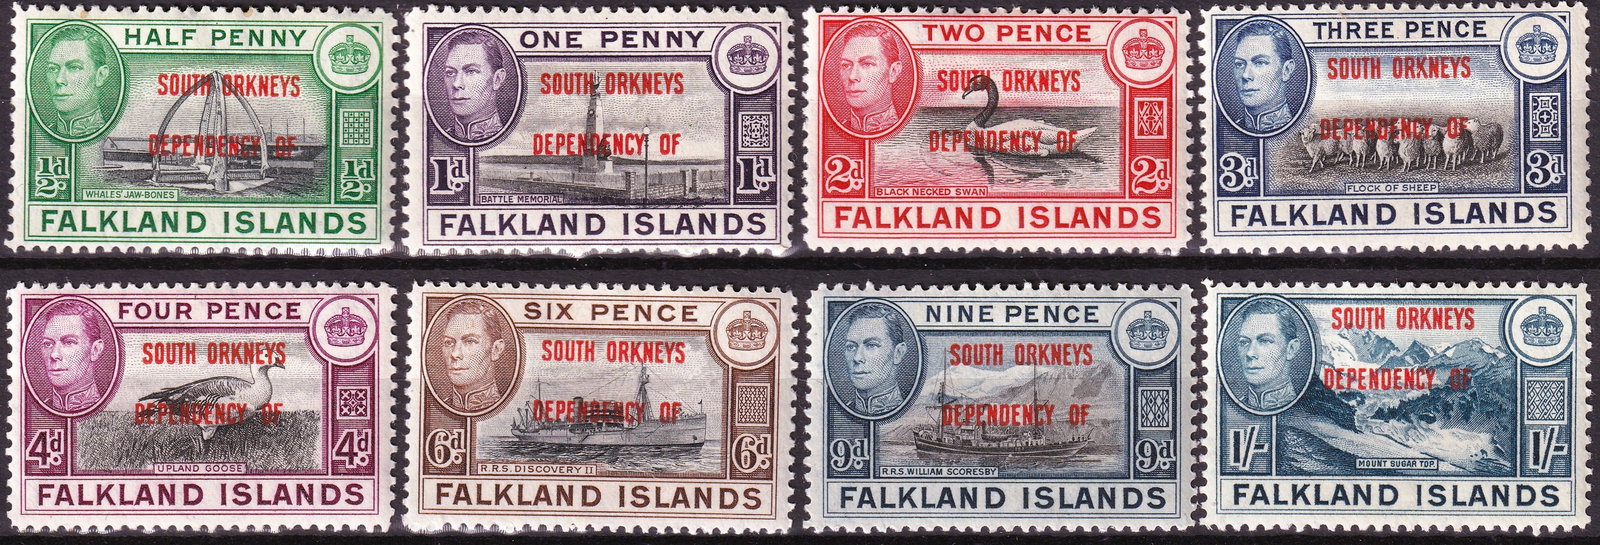 HALF PENNY
SOUTH ORKNEYS
DEPENDENCY OF
½d
½d
WHALES' JAW-BONES
FALKLAND ISLANDS
ONE PENNY
SOUTH ORKNEYS
DEPENDENCY OF
1d
1d
BATTLE MEMORIAL
FALKLAND ISLANDS
TWO PENCE
SOUTH ORKNEYS
DEPENDENCY OF
2d
2d
BLACK NECKED SWAN
FALKLAND ISLANDS
THREE PENCE
SOUTH ORKNEYS
DEPENDENCY OF
3d
3d
FLOCK OF SHEEP
FALKLAND ISLANDS
FOUR PENCE
SOUTH ORKNEYS
DEPENDENCY OF
4d
4d
UPLAND GOOSE
FALKLAND ISLANDS
SIX PENCE
SOUTH ORKNEYS
DEPENDENCY OF
6d
6d
R.R.S. DISCOVERY II
FALKLAND ISLANDS
NINE PENCE
SOUTH ORKNEYS
DEPENDENCY OF
9d
9d
R.R.S. WILLIAM SCORESBY
FALKLAND ISLANDS
SOUTH ORKNEYS
DEPENDENCY OF
1/-
1/-
MOUNT SUGAR TOP.
FALKLAND ISLANDS